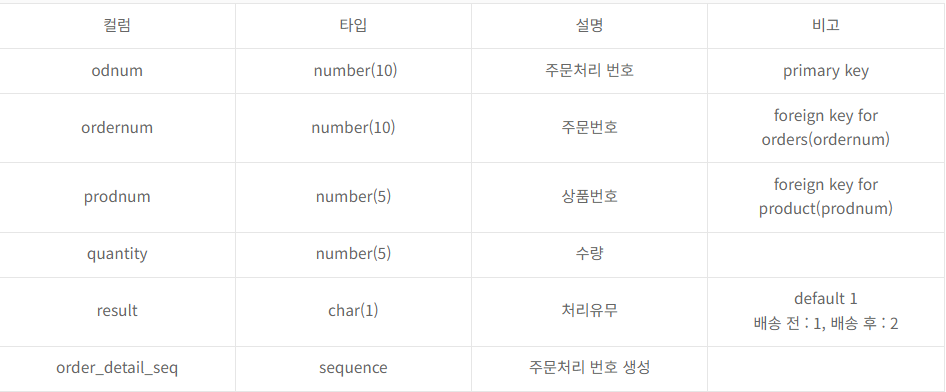 컬럼 타입 설명 비고
odnum number(10) 주문처리 번호 primary key
ordernum number(10) 주문번호 foreign key for
orders(ordernum)
prodnum number(5) 상품번호 foreign key for
product(prodnum)
quantity number(5) 수량
result char(1) 처리유무 default 1
배송 전 : 1, 배송 후 : 2
order_detail_seq sequence 주문처리 번호 생성